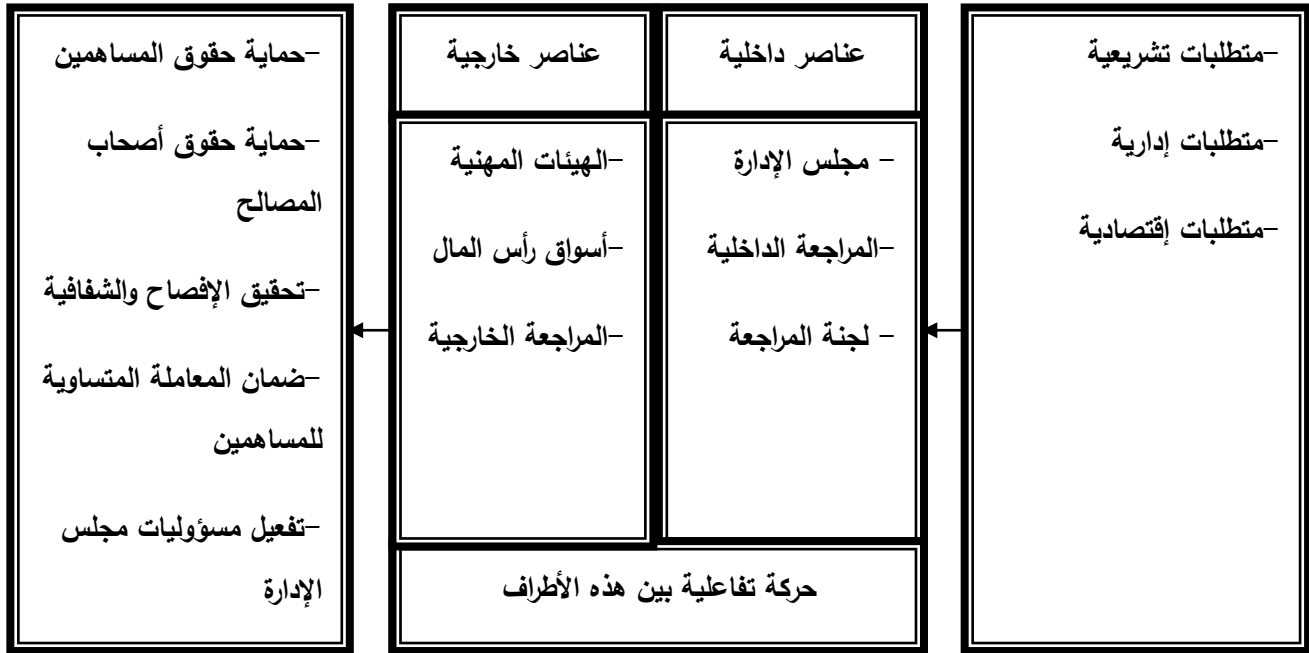 -متطلبات تشريعية
-متطلبات إدارية
-متطلبات إقتصادية
عناصر داخلية
- مجلس الإدارة
-المراجعة الداخلية
- لجنة المراجعة
عناصر خارجية
-الهيئات المهنية
-أسواق رأس المال
-المراجعة الخارجية
حركة تفاعلية بين هذه الأطراف
-حماية حقوق المساهمين
-حماية حقوق أصحاب
المصالح
-تحقيق الإفصاح والشفافية
-ضمان المعاملة المتساوية
للمساهمين
-تفعيل مسؤوليات مجلس
الإدارة